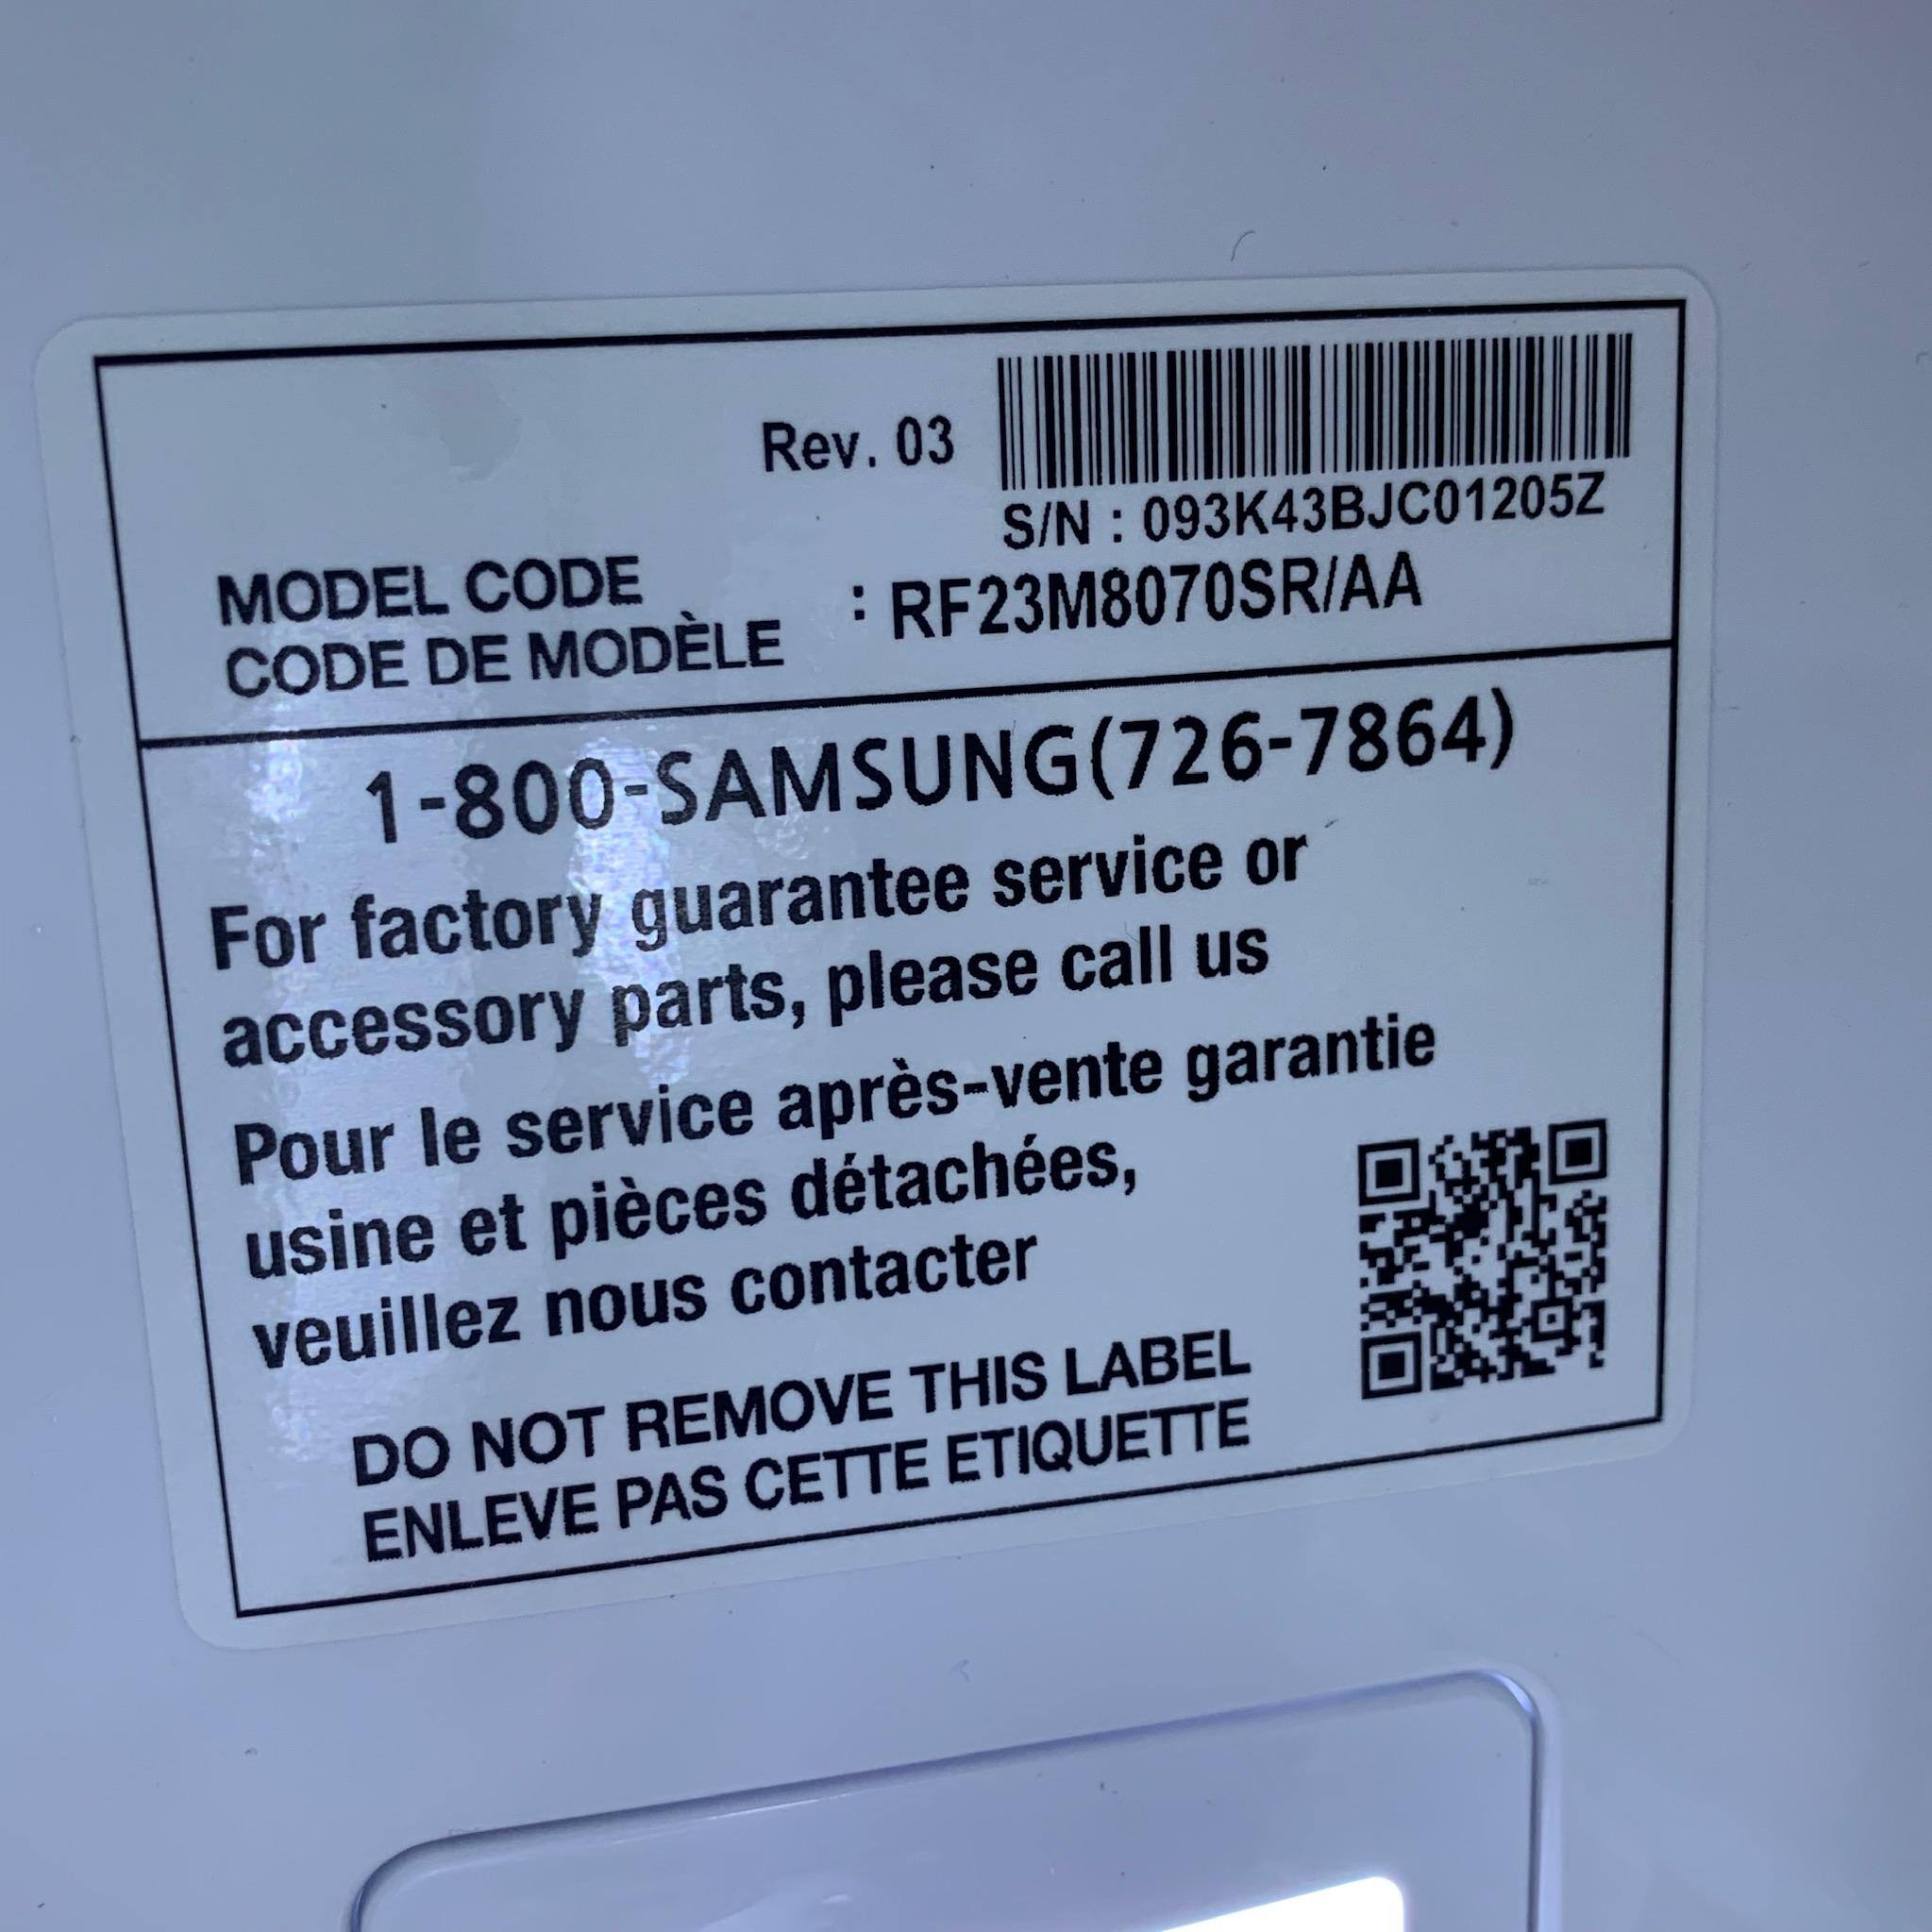 Rev. 03
S/N : 093K43BJC01205Z
MODEL CODE
CODE DE MODÈLE
: RF23M8070SR/AA
1-800-SAMSUNG(726-7864)
For factory guarantee service or
accessory parts, please call us
Pour le service après-vente garantie
usine et pièces détachées,
veuillez nous contacter
DO NOT REMOVE THIS LABEL
ENLEVE PAS CETTE ETIQUETTE